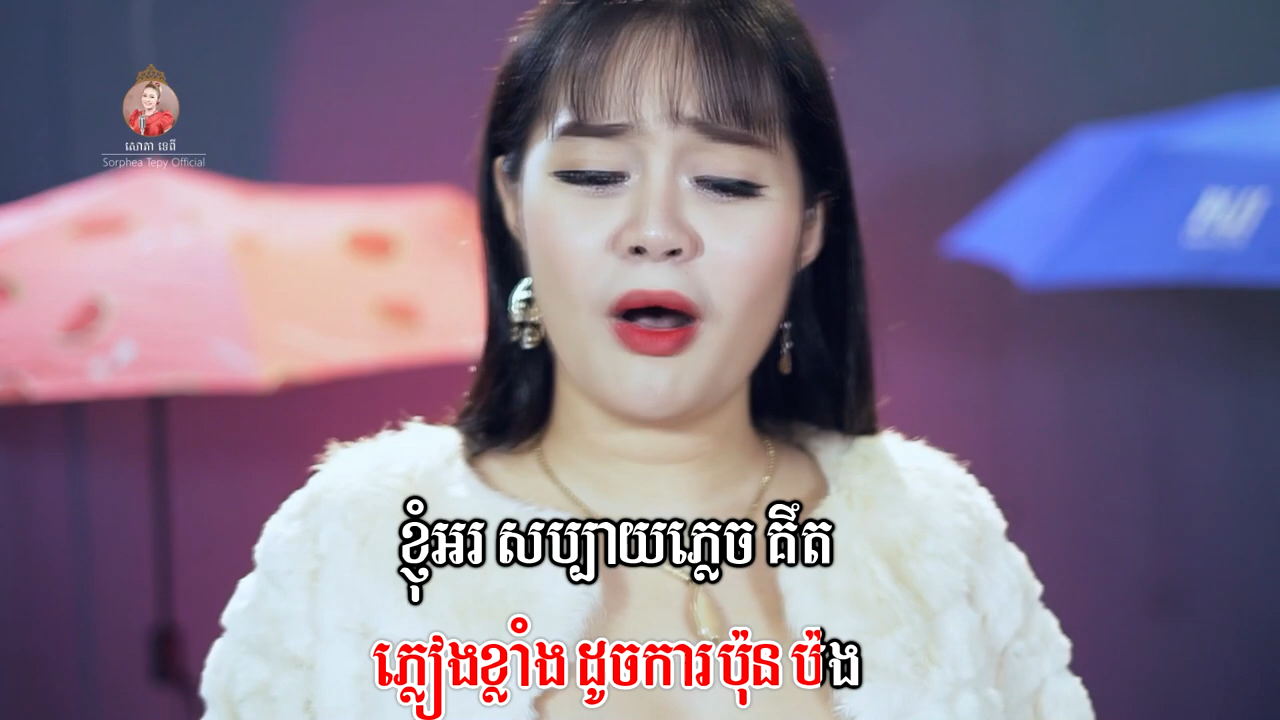 សោភា ទេពី
Sorphea Tepy Official
ខ្ញុំអរ សប្បាយភ្លេច គឹត
ភ្លៀងខ្លាំង ដូចការប៉ុន ប៉ង